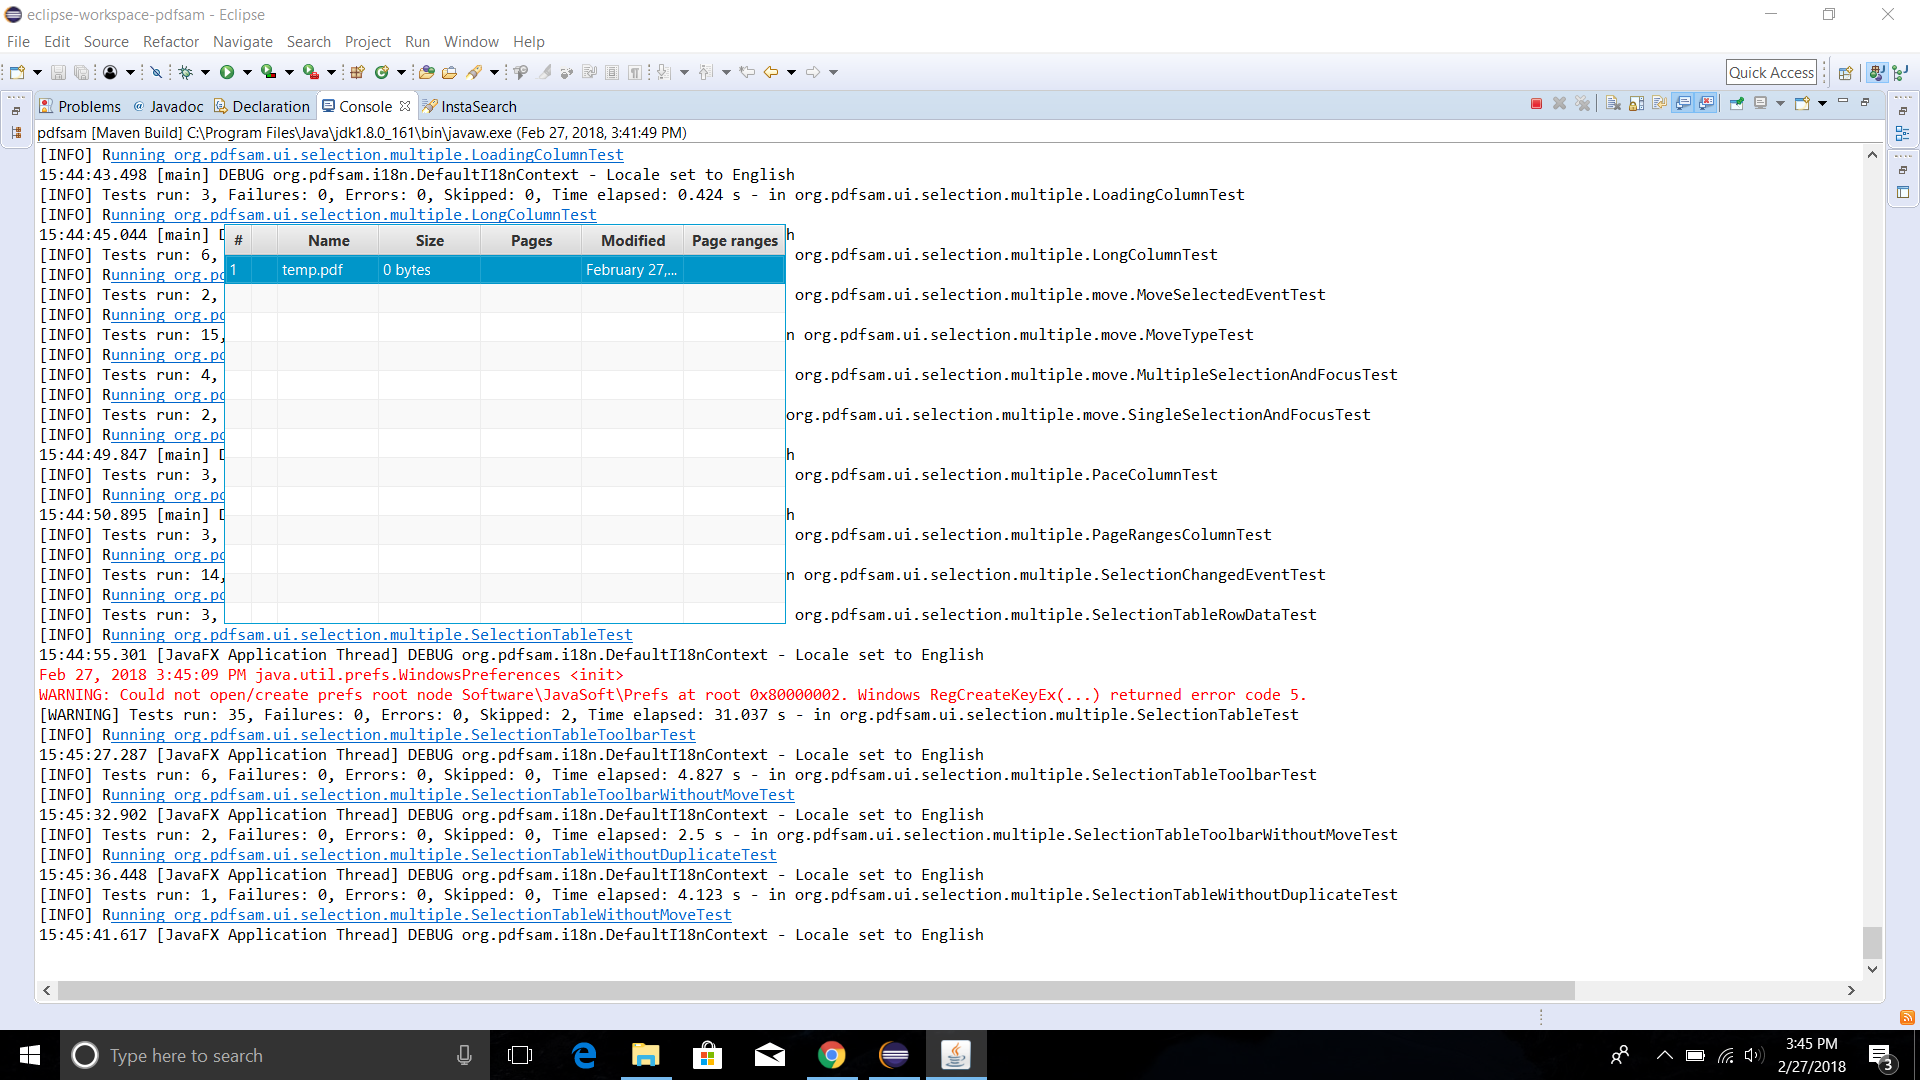 eclipse-workspace-pdfsam - Eclipse
File Edit Source Refactor Navigate Search Project Run Window Help
Quick Access
Problems @ Javadoc Declaration Console InstaSearch
pdfsam [Maven Build] C:\Program Files\Java\jdk1.8.0_161\bin\javaw.exe (Feb 27, 2018, 3:41:49 PM)
[INFO] Running org.pdfsam.ui.selection.multiple.LoadingColumnTest
15:44:43.498 [main] DEBUG org.pdfsam.i18n.DefaultI18nContext - Locale set to English
[INFO] Tests run: 3, Failures: 0, Errors: 0, Skipped: 0, Time elapsed: 0.424 s - in org.pdfsam.ui.selection.multiple.LoadingColumnTest
[INFO] Running org.pdfsam.ui.selection.multiple.LongColumnTest
15:44:45.044 [main] D h
# Name Size Pages Modified Page ranges
[INFO] Tests run: 6, org.pdfsam.ui.selection.multiple.LongColumnTest
[INFO] Running org.pd
1 temp.pdf 0 bytes February 27,...
[INFO] Tests run: 2, org.pdfsam.ui.selection.multiple.move.MoveSelectedEventTest
[INFO] Running org.pd
[INFO] Tests run: 15, n org.pdfsam.ui.selection.multiple.move.MoveTypeTest
[INFO] Running org.pd
[INFO] Tests run: 4, org.pdfsam.ui.selection.multiple.move.MultipleSelectionAndFocusTest
[INFO] Running org.pd
[INFO] Tests run: 2, org.pdfsam.ui.selection.multiple.move.SingleSelectionAndFocusTest
[INFO] Running org.pd
15:44:49.847 [main] D h
[INFO] Tests run: 3, org.pdfsam.ui.selection.multiple.PaceColumnTest
[INFO] Running org.pd
15:44:50.895 [main] D h
[INFO] Tests run: 3, org.pdfsam.ui.selection.multiple.PageRangesColumnTest
[INFO] Running org.pd
[INFO] Tests run: 14, n org.pdfsam.ui.selection.multiple.SelectionChangedEventTest
[INFO] Running org.pd
[INFO] Tests run: 3, org.pdfsam.ui.selection.multiple.SelectionTableRowDataTest
[INFO] Running org.pdfsam.ui.selection.multiple.SelectionTableTest
15:44:55.301 [JavaFX Application Thread] DEBUG org.pdfsam.i18n.DefaultI18nContext - Locale set to English
Feb 27, 2018 3:45:09 PM java.util.prefs.WindowsPreferences <init>
WARNING: Could not open/create prefs root node Software\JavaSoft\Prefs at root 0x80000002. Windows RegCreateKeyEx(...) returned error code 5.
[WARNING] Tests run: 35, Failures: 0, Errors: 0, Skipped: 2, Time elapsed: 31.037 s - in org.pdfsam.ui.selection.multiple.SelectionTableTest
[INFO] Running org.pdfsam.ui.selection.multiple.SelectionTableToolbarTest
15:45:27.287 [JavaFX Application Thread] DEBUG org.pdfsam.i18n.DefaultI18nContext - Locale set to English
[INFO] Tests run: 6, Failures: 0, Errors: 0, Skipped: 0, Time elapsed: 4.827 s - in org.pdfsam.ui.selection.multiple.SelectionTableToolbarTest
[INFO] Running org.pdfsam.ui.selection.multiple.SelectionTableToolbarWithoutMoveTest
15:45:32.902 [JavaFX Application Thread] DEBUG org.pdfsam.i18n.DefaultI18nContext - Locale set to English
[INFO] Tests run: 2, Failures: 0, Errors: 0, Skipped: 0, Time elapsed: 2.5 s - in org.pdfsam.ui.selection.multiple.SelectionTableToolbarWithoutMoveTest
[INFO] Running org.pdfsam.ui.selection.multiple.SelectionTableWithoutDuplicateTest
15:45:36.448 [JavaFX Application Thread] DEBUG org.pdfsam.i18n.DefaultI18nContext - Locale set to English
[INFO] Tests run: 1, Failures: 0, Errors: 0, Skipped: 0, Time elapsed: 4.123 s - in org.pdfsam.ui.selection.multiple.SelectionTableWithoutDuplicateTest
[INFO] Running org.pdfsam.ui.selection.multiple.SelectionTableWithoutMoveTest
15:45:41.617 [JavaFX Application Thread] DEBUG org.pdfsam.i18n.DefaultI18nContext - Locale set to English
Type here to search
3:45 PM
2/27/2018
3